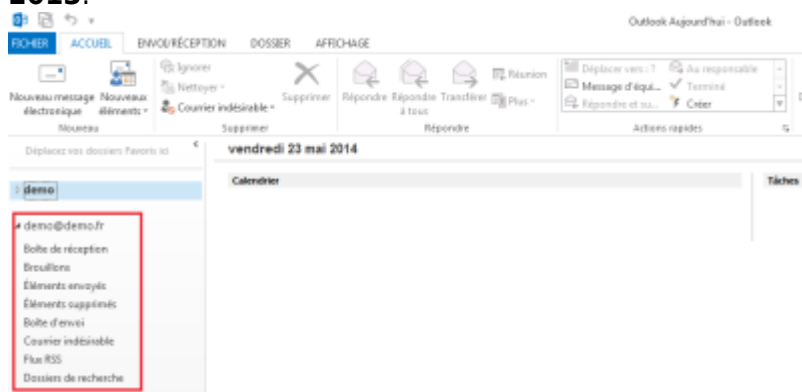 2013.
Outlook Aujourd'hui - Outlook
FICHIER ACCUEIL ENVOI/RÉCEPTION DOSSIER AFFICHAGE
Nouveau message électronique
Nouveaux éléments
Nouveau
Ignorer
Nettoyer
Courrier indésirable
Supprimer
Supprimer
Répondre
Répondre à tous
Transférer
Réunion
Plus
Répondre
Déplacer vers : ?
Au responsable
Message d'équi...
Terminé
Répondre et su...
Créer
Actions rapides
Déplacez vos dossiers Favoris ici
vendredi 23 mai 2014
Calendrier
Tâches
demo
demo@demo.fr
Boîte de réception
Brouillons
Éléments envoyés
Éléments supprimés
Boîte d'envoi
Courrier indésirable
Flux RSS
Dossiers de recherche